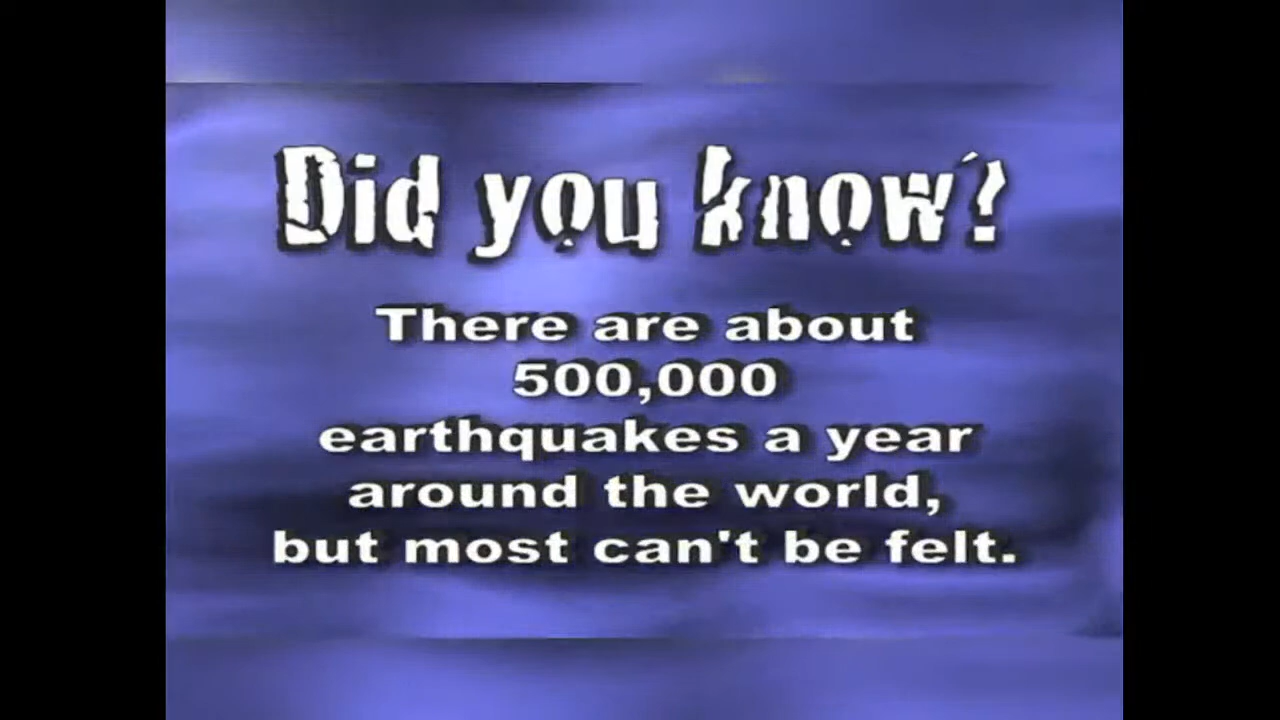 Did you know?
There are about
500,000
earthquakes a year
around the world,
but most can't be felt.